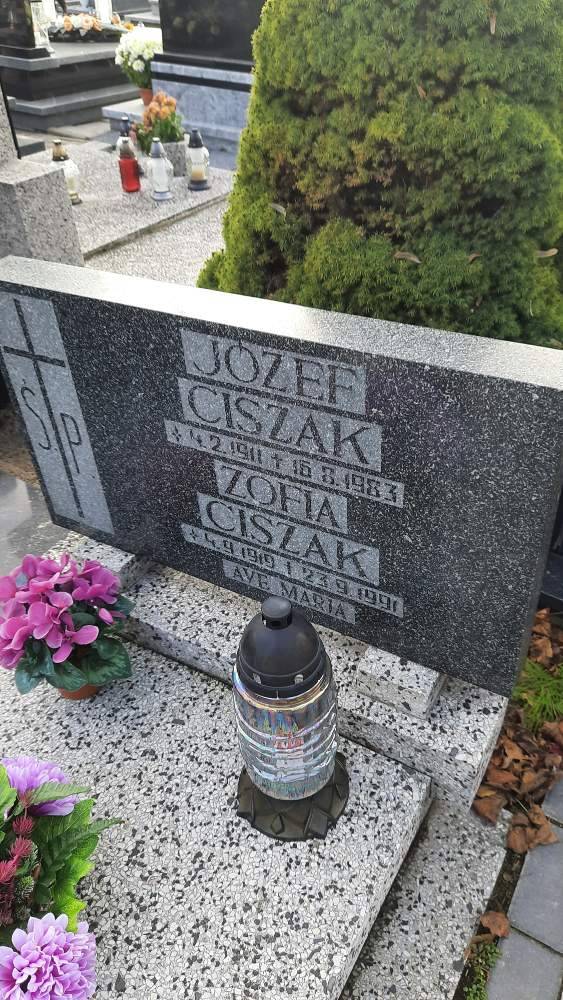 Ś P
JÓZEF
CISZAK
+ 4.2.1911 + 16.8.1983
ZOFIA
CISZAK
+ 4.9.1919 + 23.9.1991
AVE MARIA